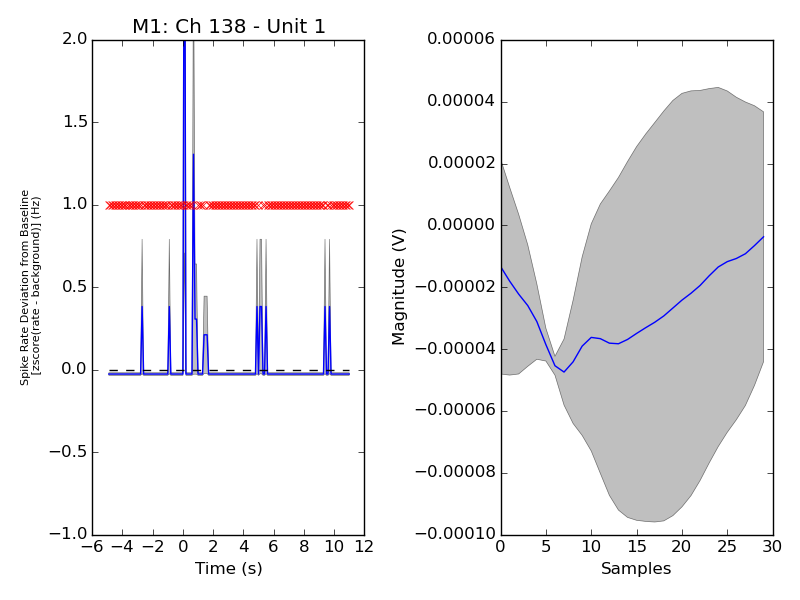 M1: Ch 138 - Unit 1
2.0
1.5
1.0
0.5
0.0
−0.5
−1.0
−6 −4 −2 0 2 4 6 8 10 12
Time (s)
Spike Rate Deviation from Baseline
[zscore(rate - background)] (Hz)
0.00006
0.00004
0.00002
0.00000
−0.00002
−0.00004
−0.00006
−0.00008
−0.00010
0 5 10 15 20 25 30
Samples
Magnitude (V)